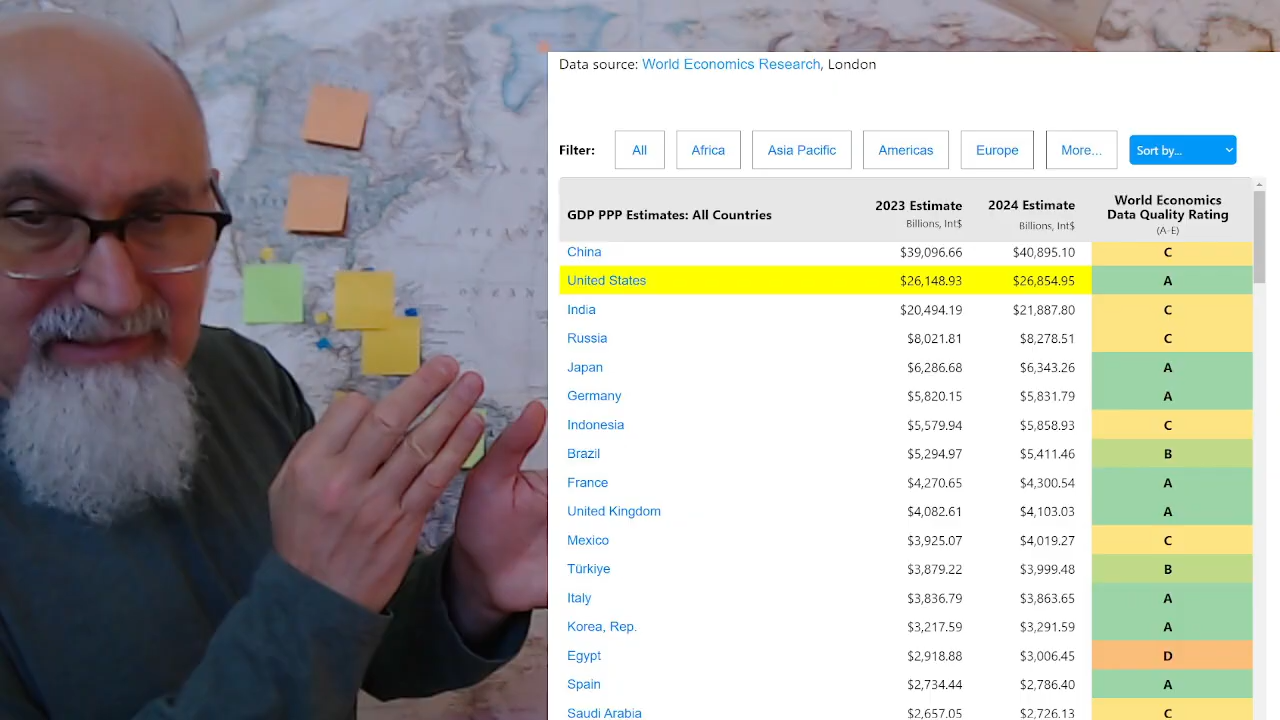 Data source: World Economics Research, London
Filter: All Africa Asia Pacific Americas Europe More... Sort by...
GDP PPP Estimates: All Countries 2023 Estimate Billions, Int$ 2024 Estimate Billions, Int$ World Economics Data Quality Rating (A-E)
China $39,096.66 $40,895.10 C
United States $26,148.93 $26,854.95 A
India $20,494.19 $21,887.80 C
Russia $8,021.81 $8,278.51 C
Japan $6,286.68 $6,343.26 A
Germany $5,820.15 $5,831.79 A
Indonesia $5,579.94 $5,858.93 C
Brazil $5,294.97 $5,411.46 B
France $4,270.65 $4,300.54 A
United Kingdom $4,082.61 $4,103.03 A
Mexico $3,925.07 $4,019.27 C
Türkiye $3,879.22 $3,999.48 B
Italy $3,836.79 $3,863.65 A
Korea, Rep. $3,217.59 $3,291.59 A
Egypt $2,918.88 $3,006.45 D
Spain $2,734.44 $2,786.40 A
Saudi Arabia $2,657.05 $2,726.13 C